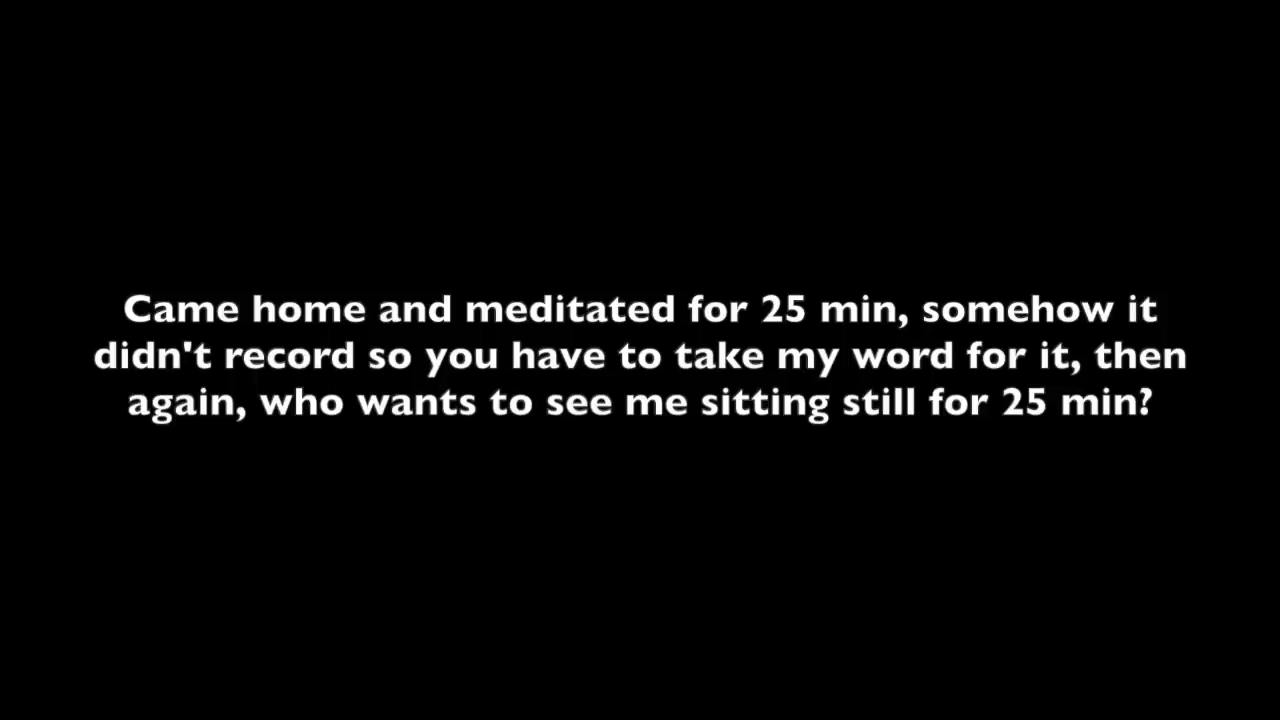 Came home and meditated for 25 min, somehow it
didn't record so you have to take my word for it, then
again, who wants to see me sitting still for 25 min?